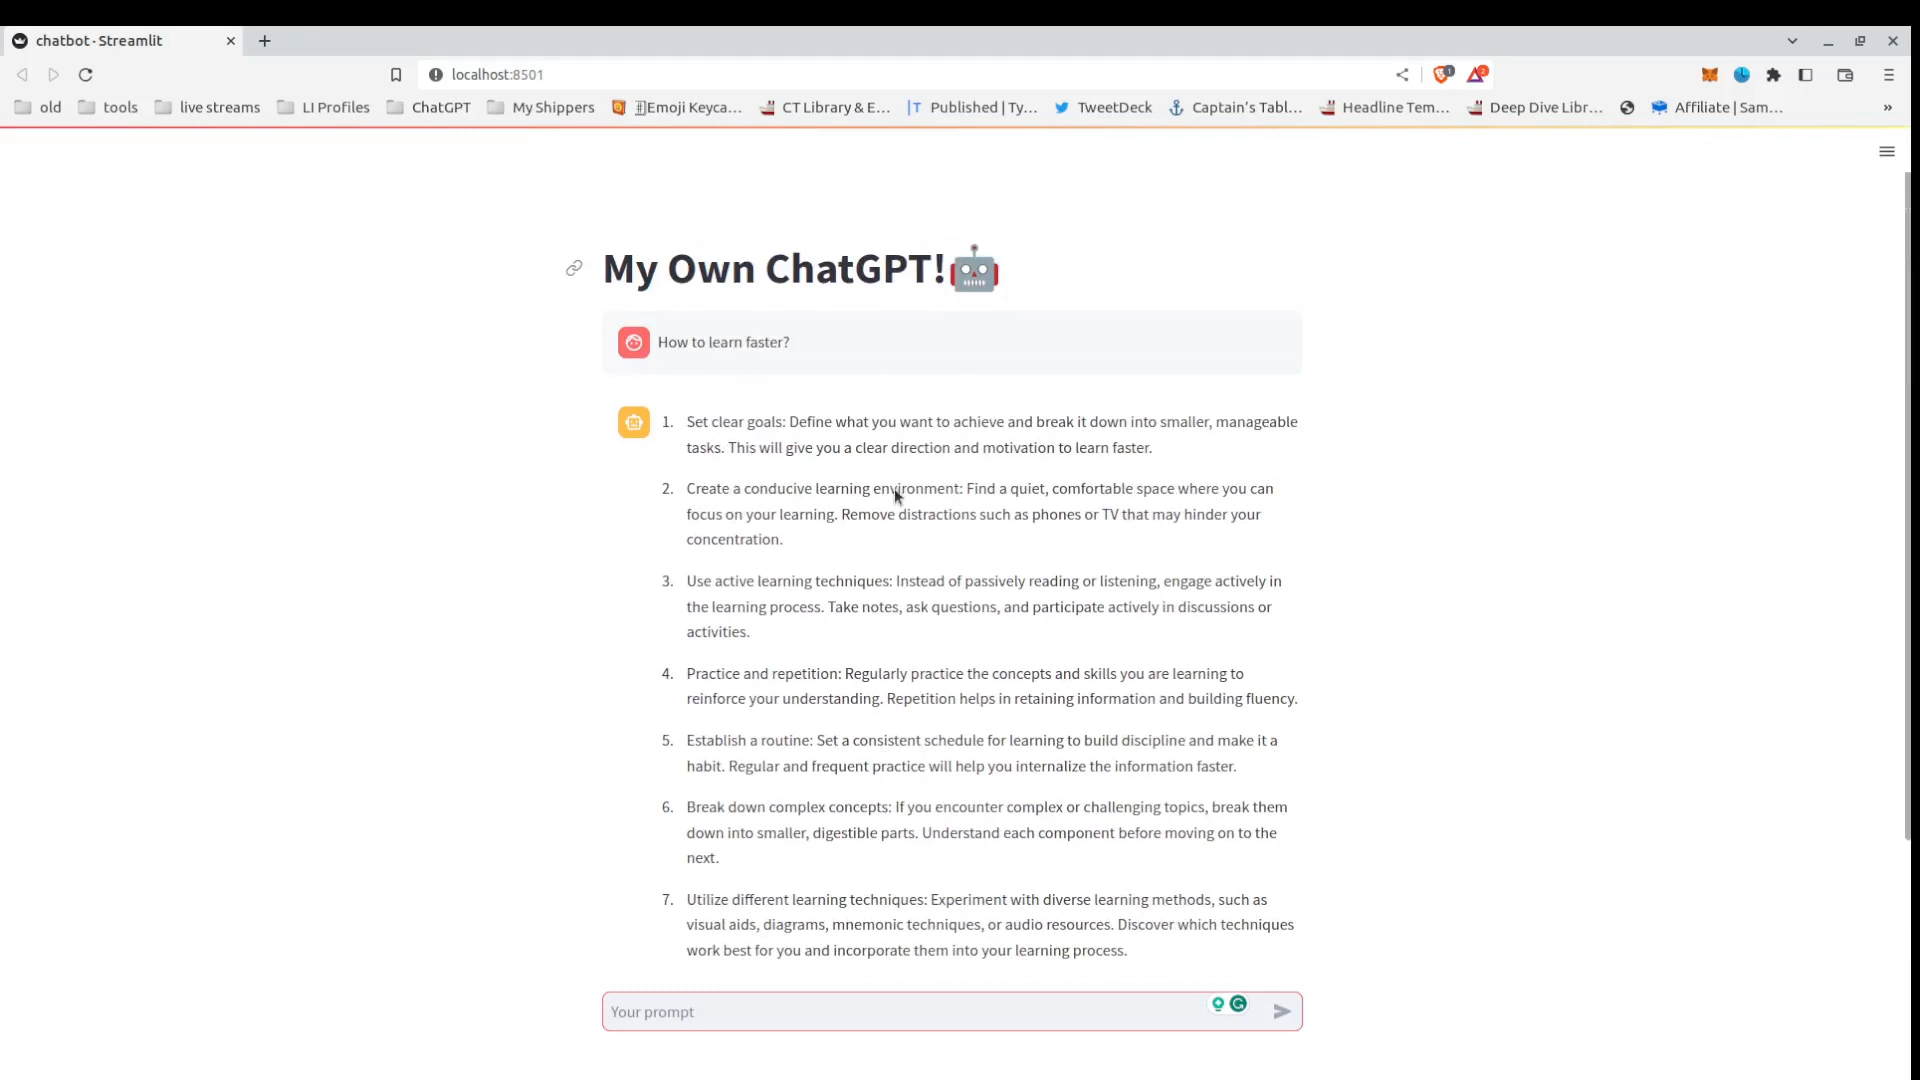 chatbot · Streamlit
localhost:8501
old
tools
live streams
LI Profiles
ChatGPT
My Shippers
Emoji Keyca...
CT Library & E...
Published | Ty...
TweetDeck
Captain's Tabl...
Headline Tem...
Deep Dive Libr...
Affiliate | Sam...
»
My Own ChatGPT!🤖
How to learn faster?
1. Set clear goals: Define what you want to achieve and break it down into smaller, manageable
tasks. This will give you a clear direction and motivation to learn faster.
2. Create a conducive learning environment: Find a quiet, comfortable space where you can
focus on your learning. Remove distractions such as phones or TV that may hinder your
concentration.
3. Use active learning techniques: Instead of passively reading or listening, engage actively in
the learning process. Take notes, ask questions, and participate actively in discussions or
activities.
4. Practice and repetition: Regularly practice the concepts and skills you are learning to
reinforce your understanding. Repetition helps in retaining information and building fluency.
5. Establish a routine: Set a consistent schedule for learning to build discipline and make it a
habit. Regular and frequent practice will help you internalize the information faster.
6. Break down complex concepts: If you encounter complex or challenging topics, break them
down into smaller, digestible parts. Understand each component before moving on to the
next.
7. Utilize different learning techniques: Experiment with diverse learning methods, such as
visual aids, diagrams, mnemonic techniques, or audio resources. Discover which techniques
work best for you and incorporate them into your learning process.
Your prompt